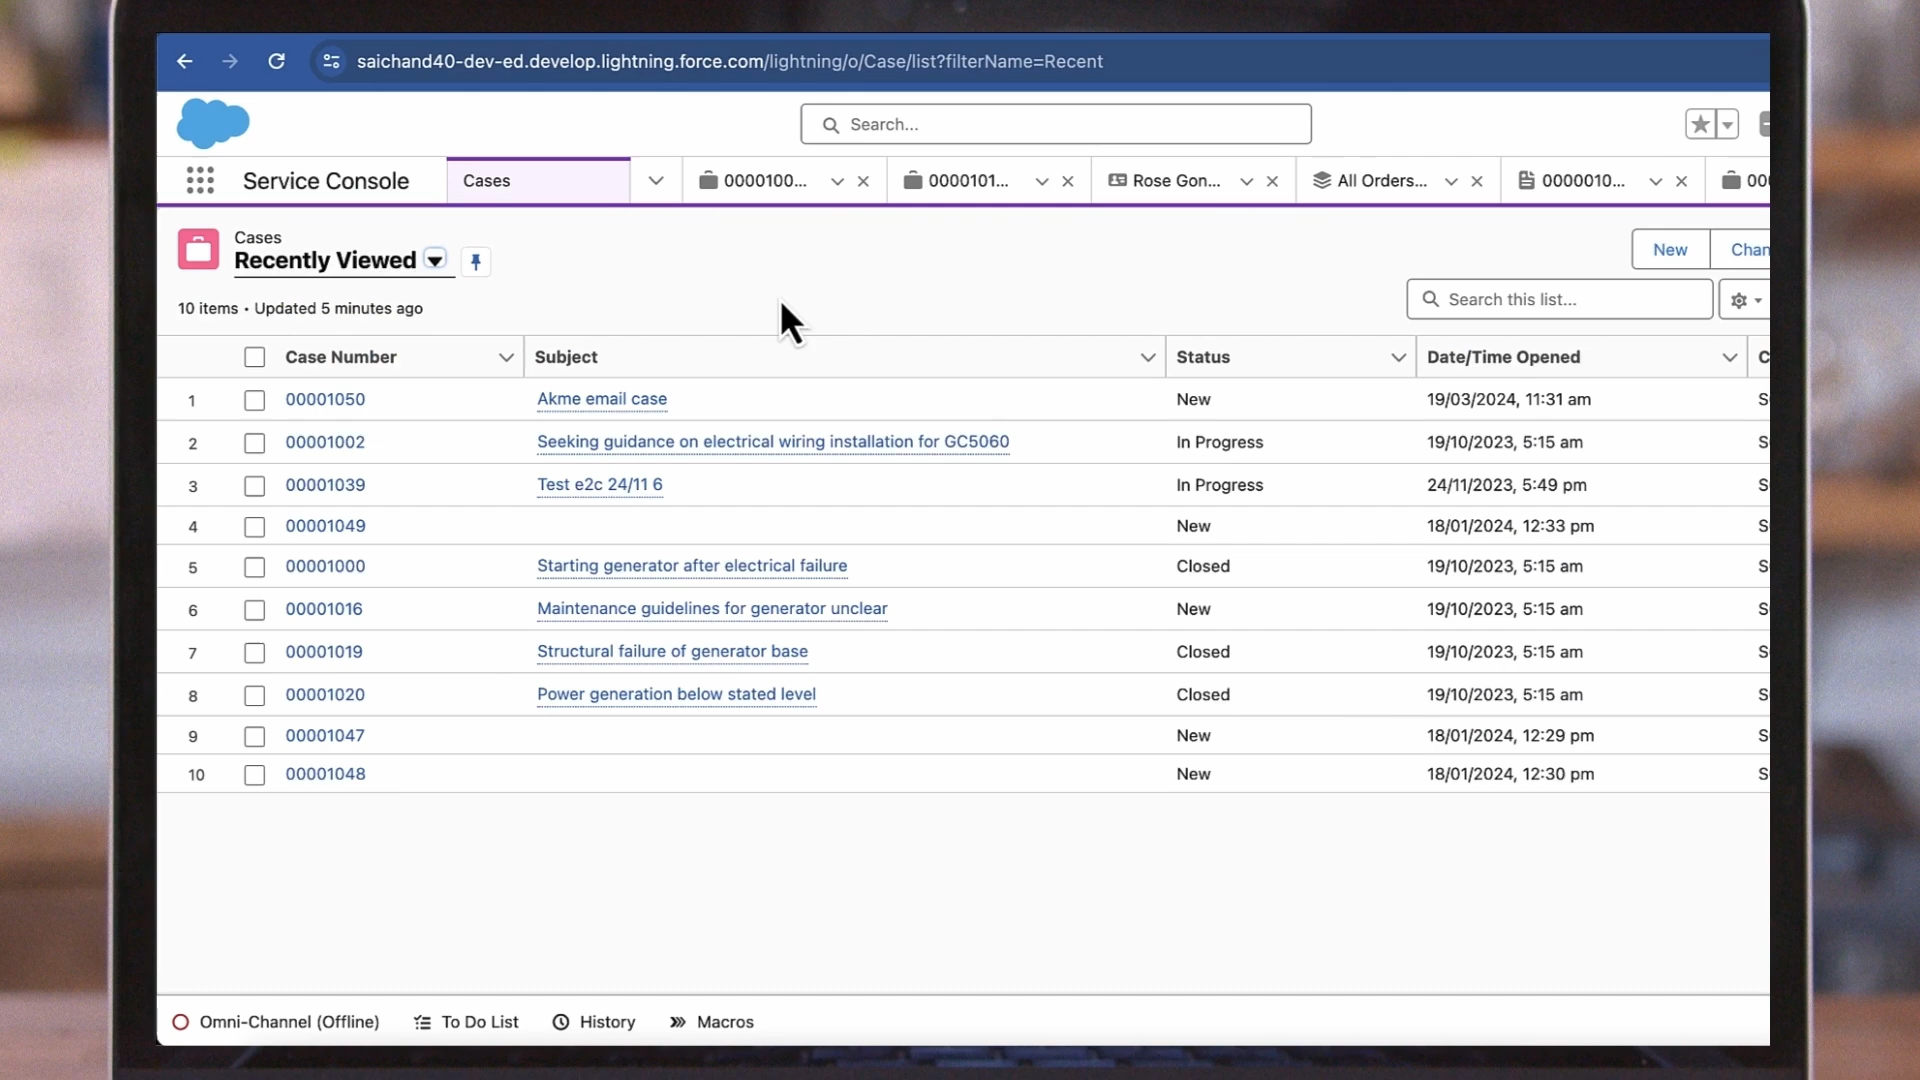 saichand40-dev-ed.develop.lightning.force.com/lightning/o/Case/list?filterName=Recent
Search...
Service Console Cases 0000100... 0000101... Rose Gon... All Orders... 0000010...
Cases
Recently Viewed
New
10 items • Updated 5 minutes ago
Search this list...
Case Number Subject Status Date/Time Opened
1 00001050 Akme email case New 19/03/2024, 11:31 am
2 00001002 Seeking guidance on electrical wiring installation for GC5060 In Progress 19/10/2023, 5:15 am
3 00001039 Test e2c 24/11 6 In Progress 24/11/2023, 5:49 pm
4 00001049 New 18/01/2024, 12:33 pm
5 00001000 Starting generator after electrical failure Closed 19/10/2023, 5:15 am
6 00001016 Maintenance guidelines for generator unclear New 19/10/2023, 5:15 am
7 00001019 Structural failure of generator base Closed 19/10/2023, 5:15 am
8 00001020 Power generation below stated level Closed 19/10/2023, 5:15 am
9 00001047 New 18/01/2024, 12:29 pm
10 00001048 New 18/01/2024, 12:30 pm
Omni-Channel (Offline) To Do List History Macros